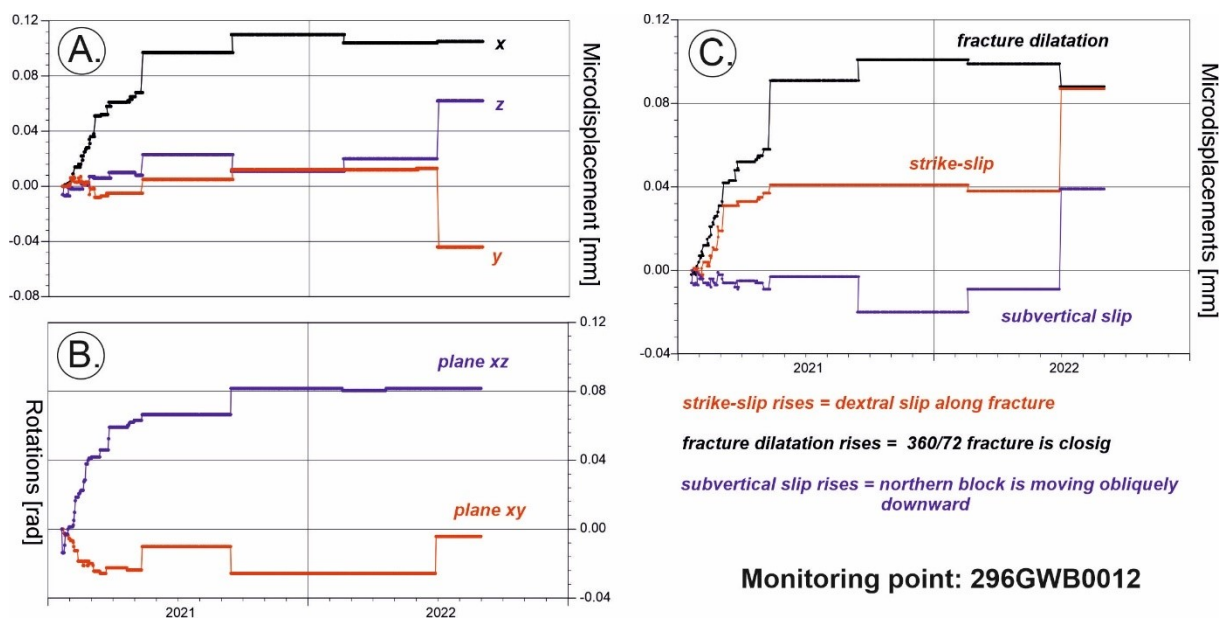 A.
0.12
0.08
0.04
0.00
-0.04
-0.08
x
z
y
Microdisplacement [mm]
B.
Rotations [rad]
plane xz
plane xy
0.12
0.08
0.04
0.00
-0.04
2021
2022
C.
0.12
0.08
0.04
0.00
-0.04
fracture dilatation
strike-slip
subvertical slip
Microdisplacements [mm]
2021
2022
strike-slip rises = dextral slip along fracture
fracture dilatation rises = 360/72 fracture is closig
subvertical slip rises = northern block is moving obliquely
downward
Monitoring point: 296GWB0012